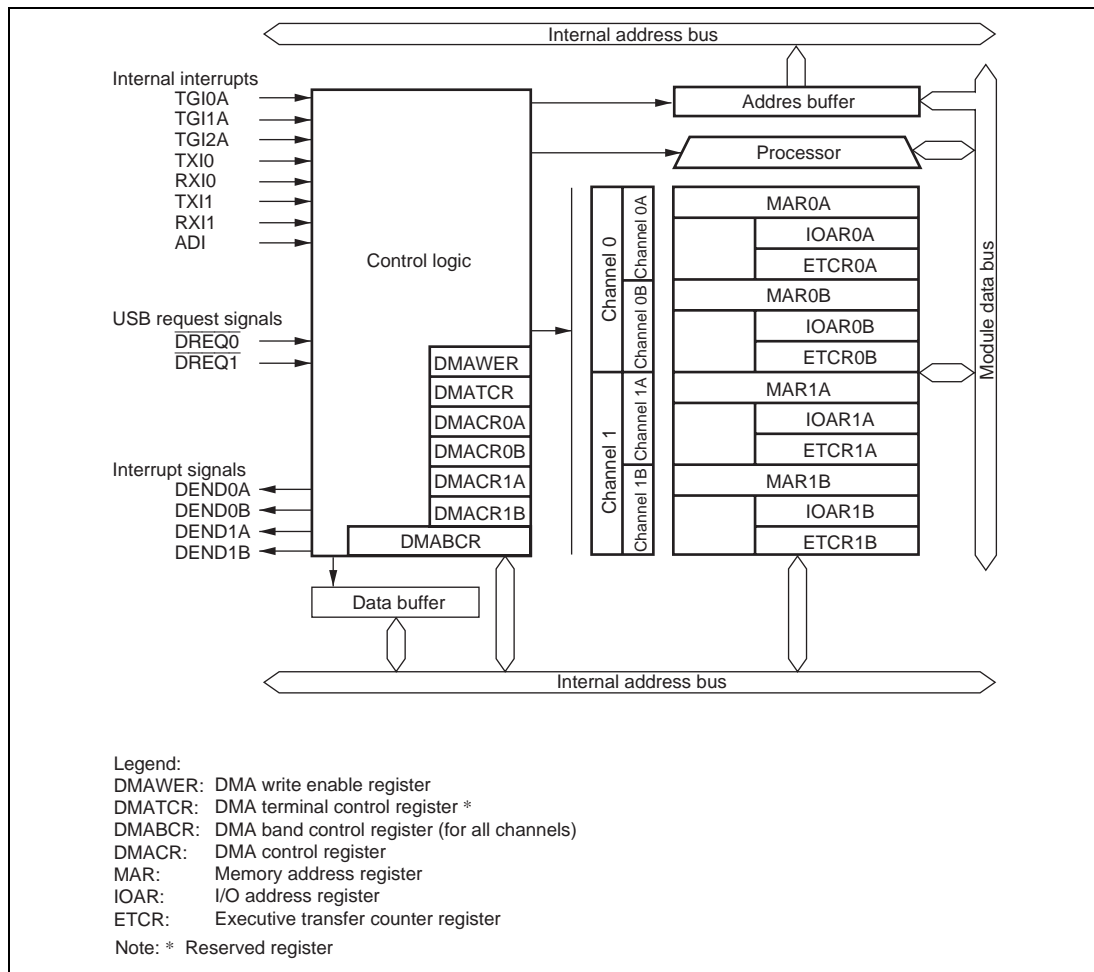 Internal address bus
Internal interrupts
TGI0A
TGI1A
TGI2A
TXI0
RXI0
TXI1
RXI1
ADI
USB request signals
DREQ0
DREQ1
Interrupt signals
DEND0A
DEND0B
DEND1A
DEND1B
Control logic
DMAWER
DMATCR
DMACR0A
DMACR0B
DMACR1A
DMACR1B
DMABCR
Data buffer
Addres buffer
Processor
Channel 0
Channel 1
Channel 0A
Channel 0B
Channel 1A
Channel 1B
MAR0A
IOAR0A
ETCR0A
MAR0B
IOAR0B
ETCR0B
MAR1A
IOAR1A
ETCR1A
MAR1B
IOAR1B
ETCR1B
Module data bus
Internal address bus
Legend:
DMAWER: DMA write enable register
DMATCR: DMA terminal control register *
DMABCR: DMA band control register (for all channels)
DMACR: DMA control register
MAR: Memory address register
IOAR: I/O address register
ETCR: Executive transfer counter register
Note: * Reserved register